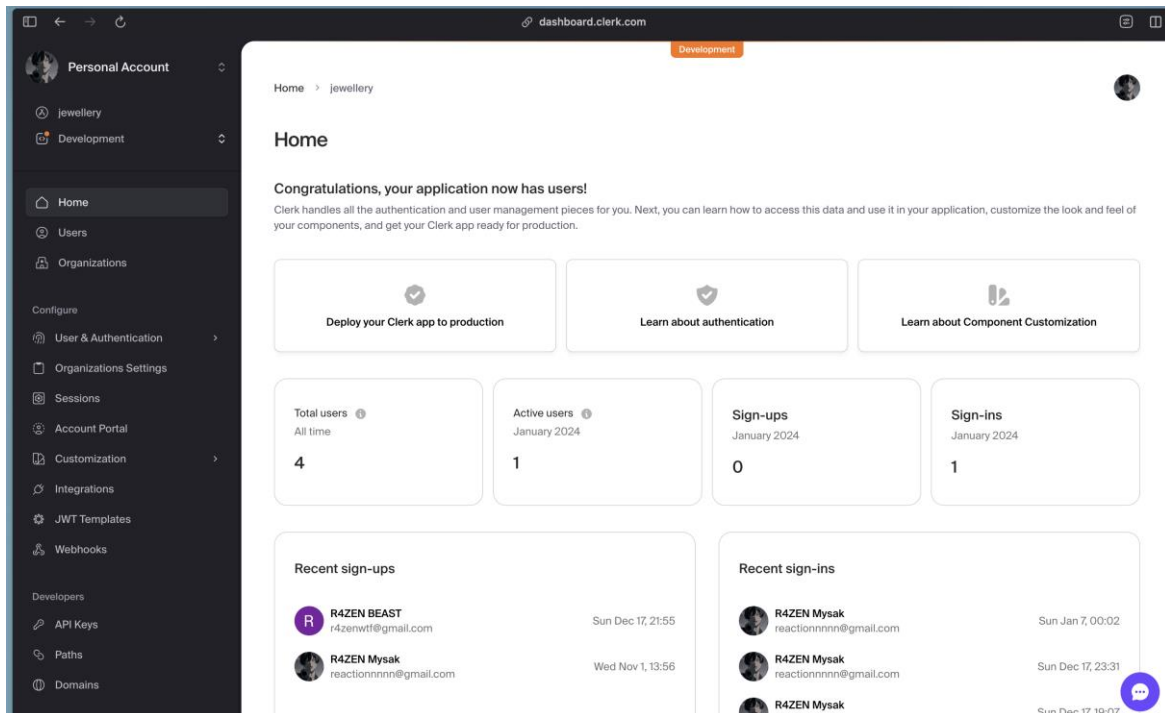 dashboard.clerk.com
Personal Account
jewellery
Development
Home
Users
Organizations
Configure
User & Authentication
Organizations Settings
Sessions
Account Portal
Customization
Integrations
JWT Templates
Webhooks
Developers
API Keys
Paths
Domains
Development
Home > jewellery
Home
Congratulations, your application now has users!
Clerk handles all the authentication and user management pieces for you. Next, you can learn how to access this data and use it in your application, customize the look and feel of
your components, and get your Clerk app ready for production.
Deploy your Clerk app to production
Learn about authentication
Learn about Component Customization
Total users
All time
4
Active users
January 2024
1
Sign-ups
January 2024
0
Sign-ins
January 2024
1
Recent sign-ups
R
R4ZEN BEAST
r4zenwtf@gmail.com
Sun Dec 17, 21:55
R4ZEN Mysak
reactionnnnn@gmail.com
Wed Nov 1, 13:56
Recent sign-ins
R4ZEN Mysak
reactionnnnn@gmail.com
Sun Jan 7, 00:02
R4ZEN Mysak
reactionnnnn@gmail.com
Sun Dec 17, 23:31
R4ZEN Mysak
Sun Dec 17, 19:07